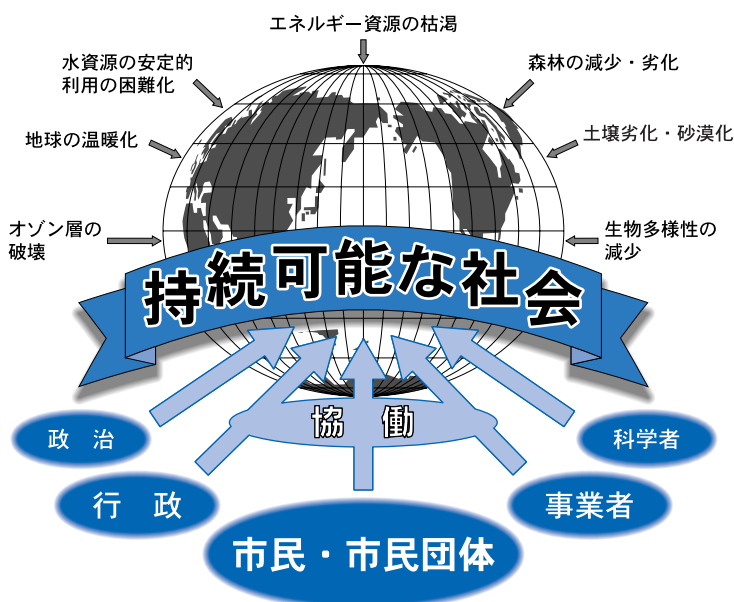 エネルギー資源の枯渇
水資源の安定的
利用の困難化
森林の減少・劣化
地球の温暖化
土壌劣化・砂漠化
オゾン層の
破壊
生物多様性の
減少
持続可能な社会
協働
政治
科学者
行政
事業者
市民・市民団体